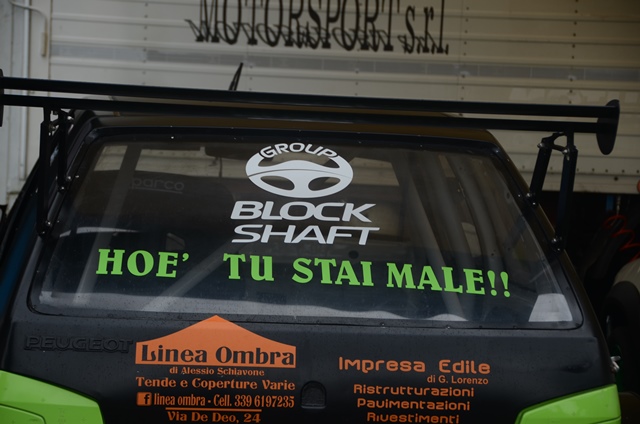 MOTORSPORT s.r.l
sparco
GROUP
BLOCK
SHAFT
HOE' TU STAI MALE!!
PEUGEOT
Linea Ombra
di Alessio Schiavone
Tende e Coperture Varie
f linea ombra - Cell. 339 6197235
Via De Deo, 24
Impresa Edile
di G. Lorenzo
Ristrutturazioni
Pavimentazioni
Rivestimenti